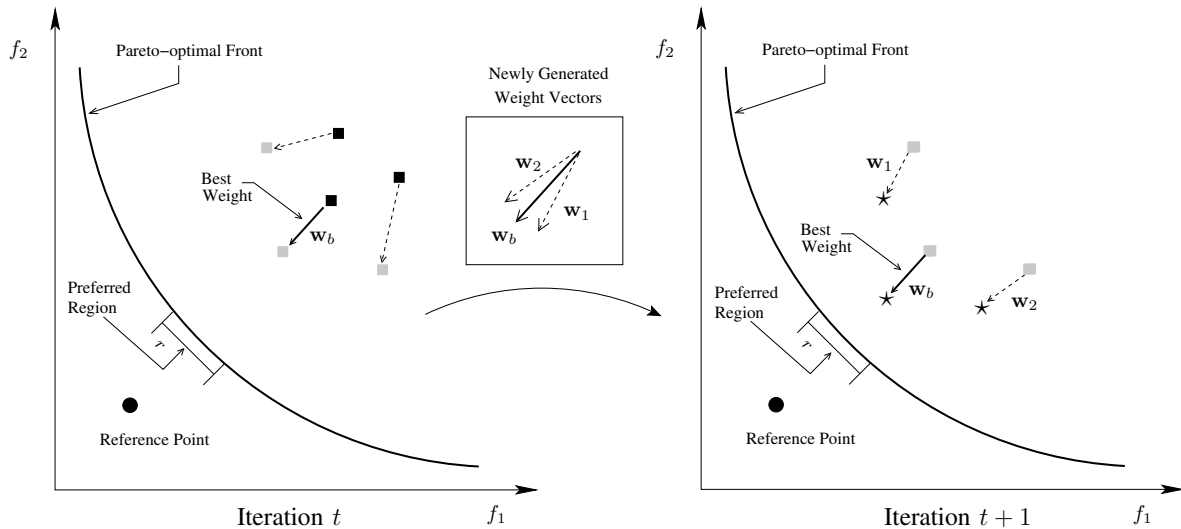 f2
Pareto−optimal Front
Best
Weight
wb
Preferred
Region
r
Reference Point
Iteration t
f1
Newly Generated
Weight Vectors
w2
w1
wb
f2
Pareto−optimal Front
w1
Best
Weight
wb
w2
Preferred
Region
r
Reference Point
Iteration t + 1
f1